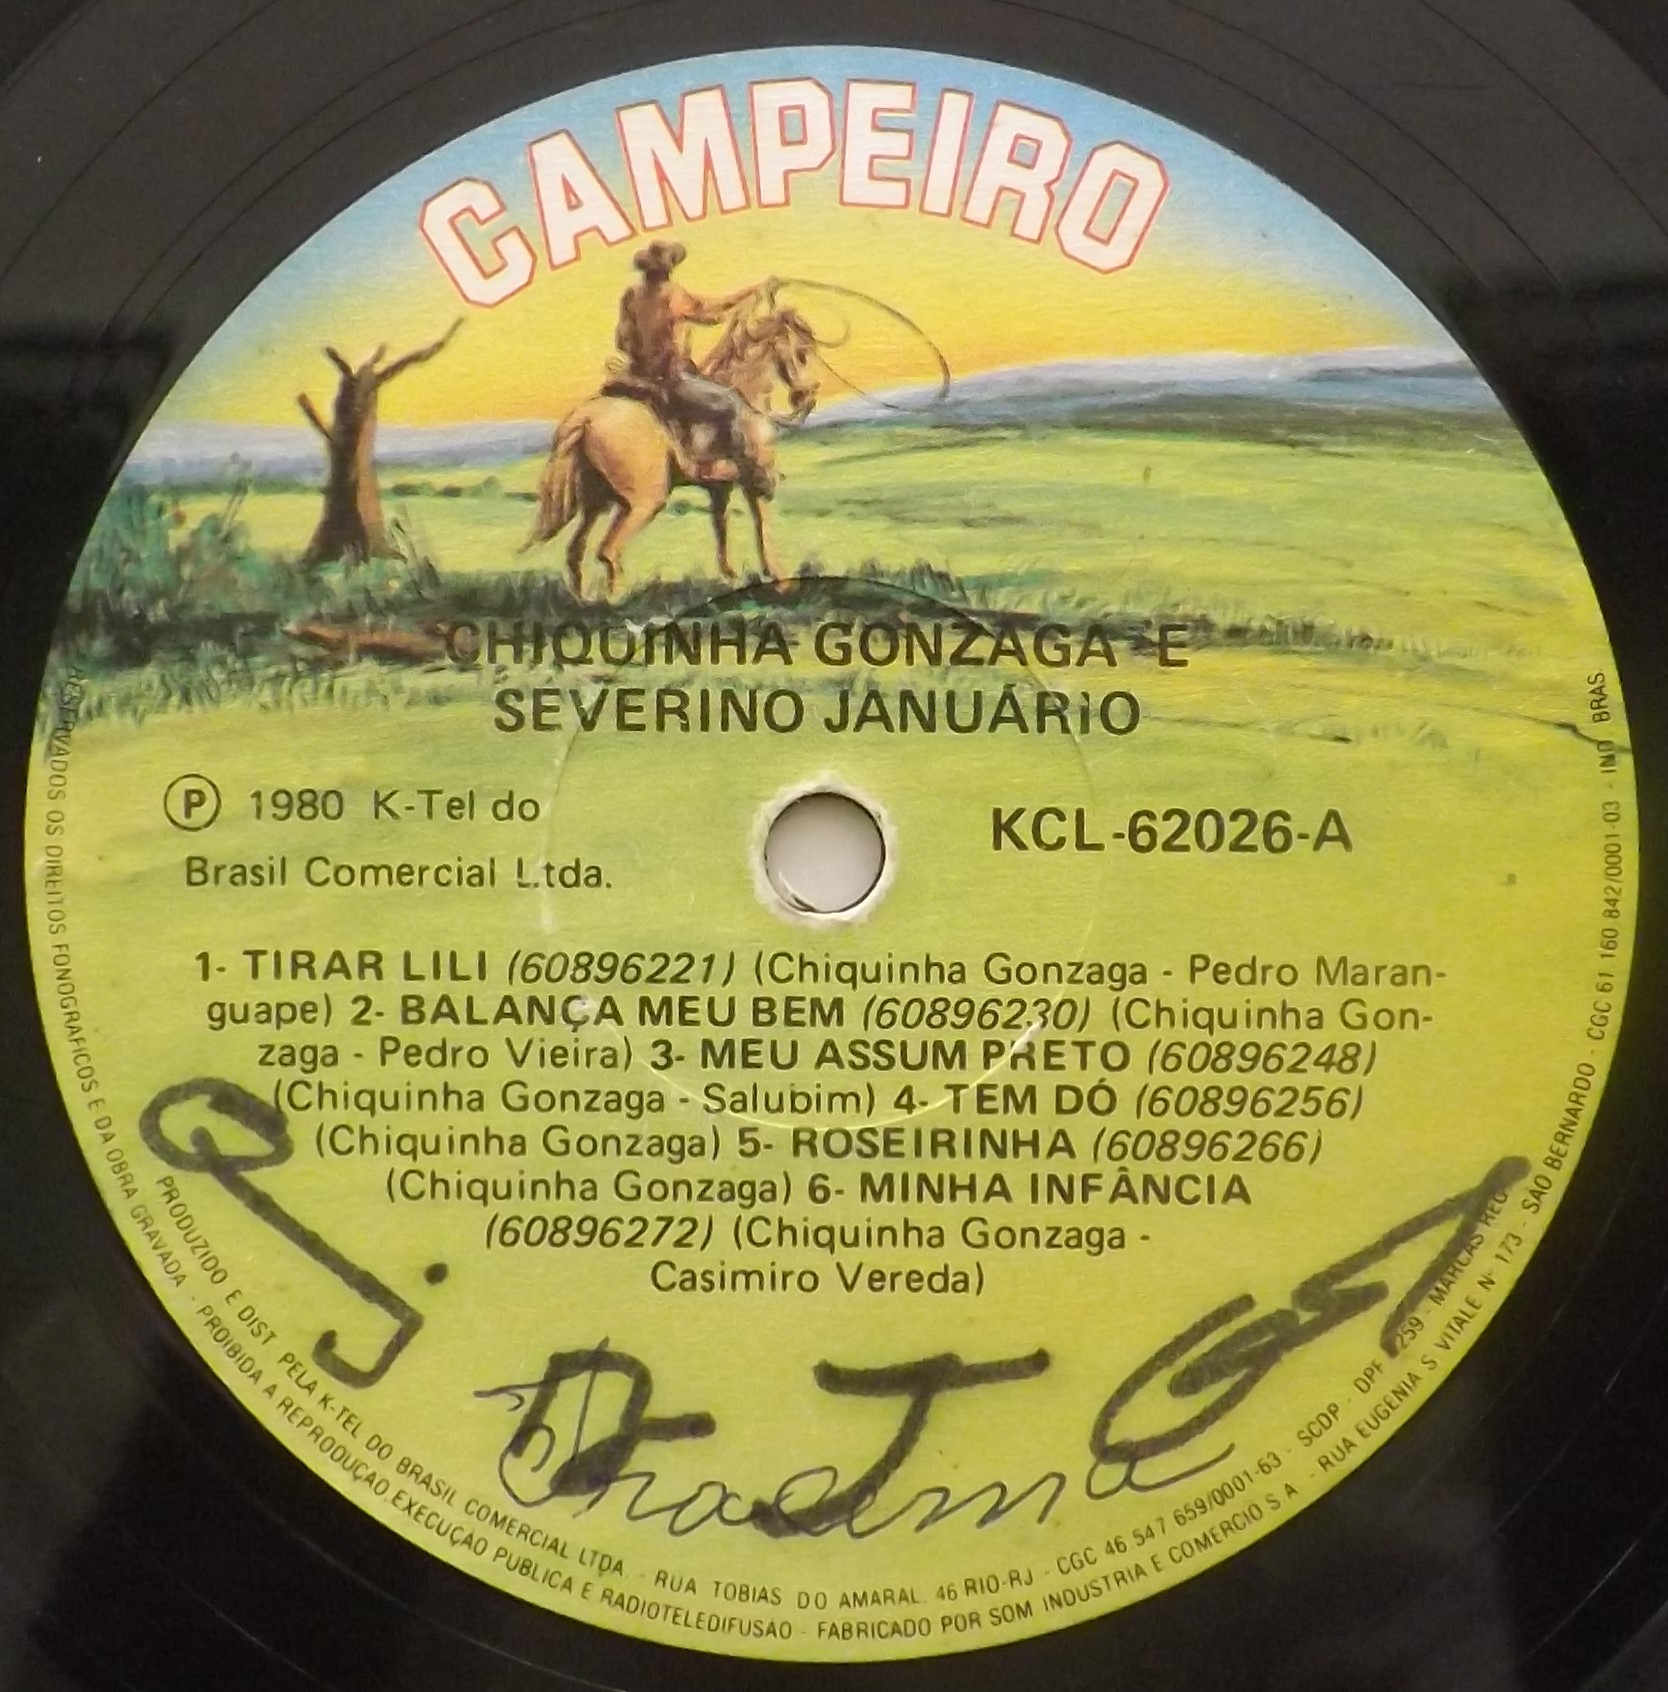 CAMPEIRO
CHIQUINHA GONZAGA E
SEVERINO JANUÁRIO
Ⓟ 1980 K-Tel do
Brasil Comercial Ltda.
KCL-62026-A
1- TIRAR LILI (60896221) (Chiquinha Gonzaga - Pedro Maran-
guape) 2- BALANÇA MEU BEM (60896230) (Chiquinha Gon-
zaga - Pedro Vieira) 3- MEU ASSUM PRETO (60896248)
(Chiquinha Gonzaga - Salubim) 4- TEM DÓ (60896256)
(Chiquinha Gonzaga) 5- ROSEIRINHA (60896266)
(Chiquinha Gonzaga) 6- MINHA INFÂNCIA
(60896272) (Chiquinha Gonzaga -
Casimiro Vereda)
PRODUZIDO E DIST PELA K-TEL DO BRASIL COMERCIAL LTDA. - RUA TOBIAS DO AMARAL 46 RIO-RJ - CGC 46 547 659/0001-63 - SCDP - DPF 259 - MARCAS REG
RESERVADOS OS DIREITOS FONOGRAFICOS E DA OBRA GRAVADA - PROIBIDA A REPRODUÇÃO, EXECUÇÃO PUBLICA E RADIOTELEDIFUSÃO - FABRICADO POR SOM INDUSTRIA E COMERCIO S A - RUA EUGENIA S VITALE Nº 173 - SÃO BERNARDO - CGC 61 160 842/0001-03 - IND BRAS